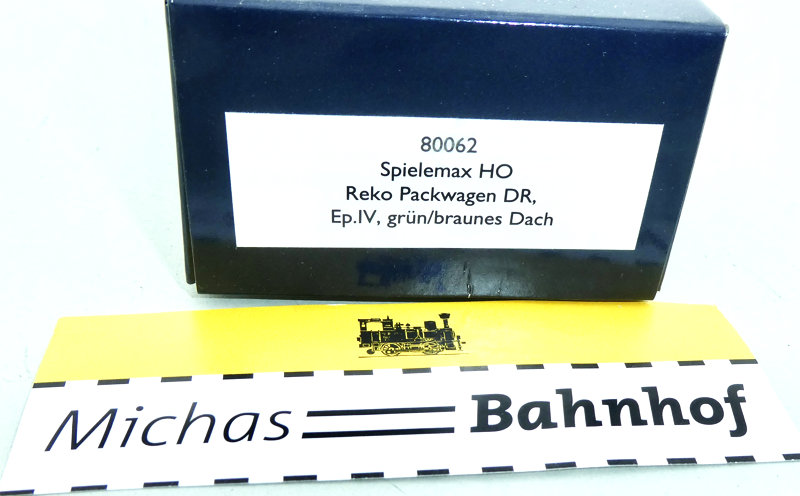 80062
Spielemax HO
Reko Packwagen DR,
Ep.IV, grün/braunes Dach
Michas Bahnhof